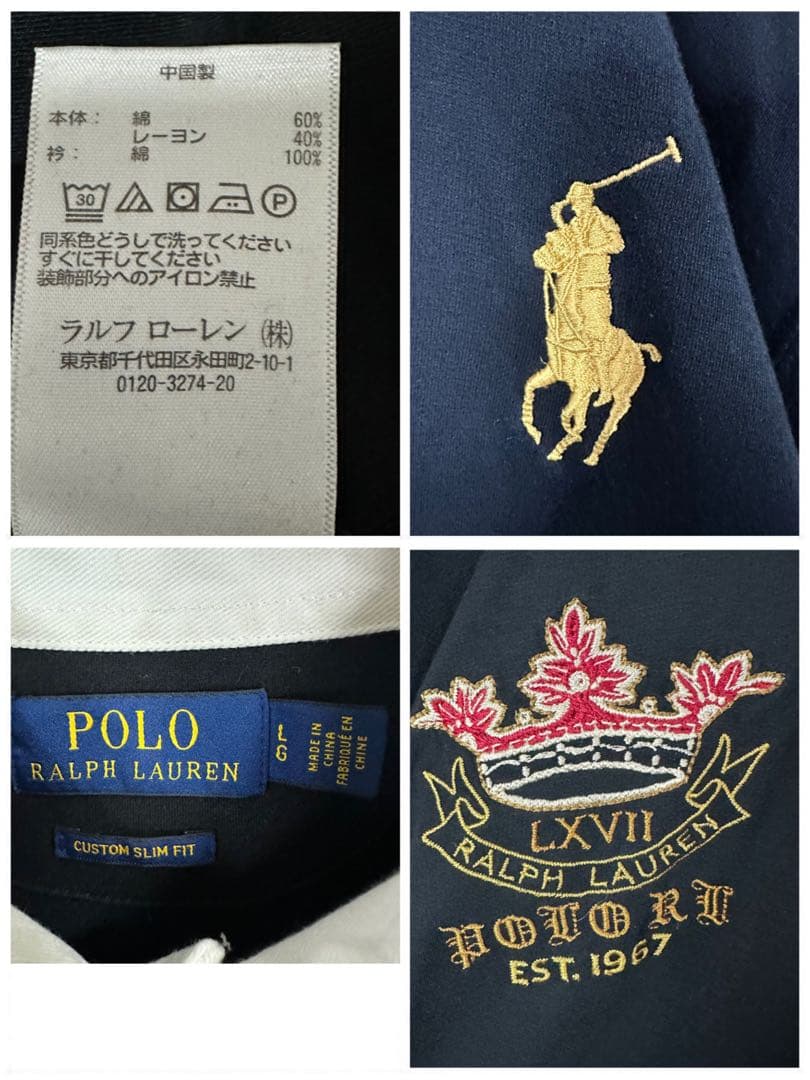 中国製
本体: 綿 60%
レーヨン 40%
衿: 綿 100%
30
P
同系色どうしで洗ってください
すぐに干してください
装飾部分へのアイロン禁止
ラルフ ローレン(株)
東京都千代田区永田町2-10-1
0120-3274-20
POLO
RALPH LAUREN
L
G
MADE IN
CHINA
FABRIQUÉ EN
CHINE
CUSTOM SLIM FIT
LXVII
RALPH LAUREN
POLO RL
EST. 1967